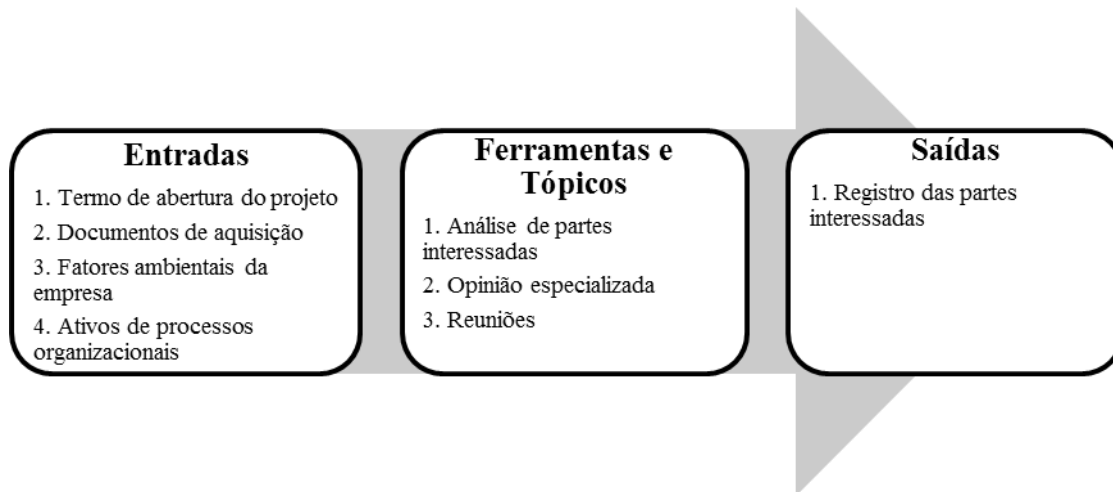 Entradas
1. Termo de abertura do projeto
2. Documentos de aquisição
3. Fatores ambientais da
empresa
4. Ativos de processos
organizacionais
Ferramentas e
Tópicos
1. Análise de partes
interessadas
2. Opinião especializada
3. Reuniões
Saídas
1. Registro das partes
interessadas